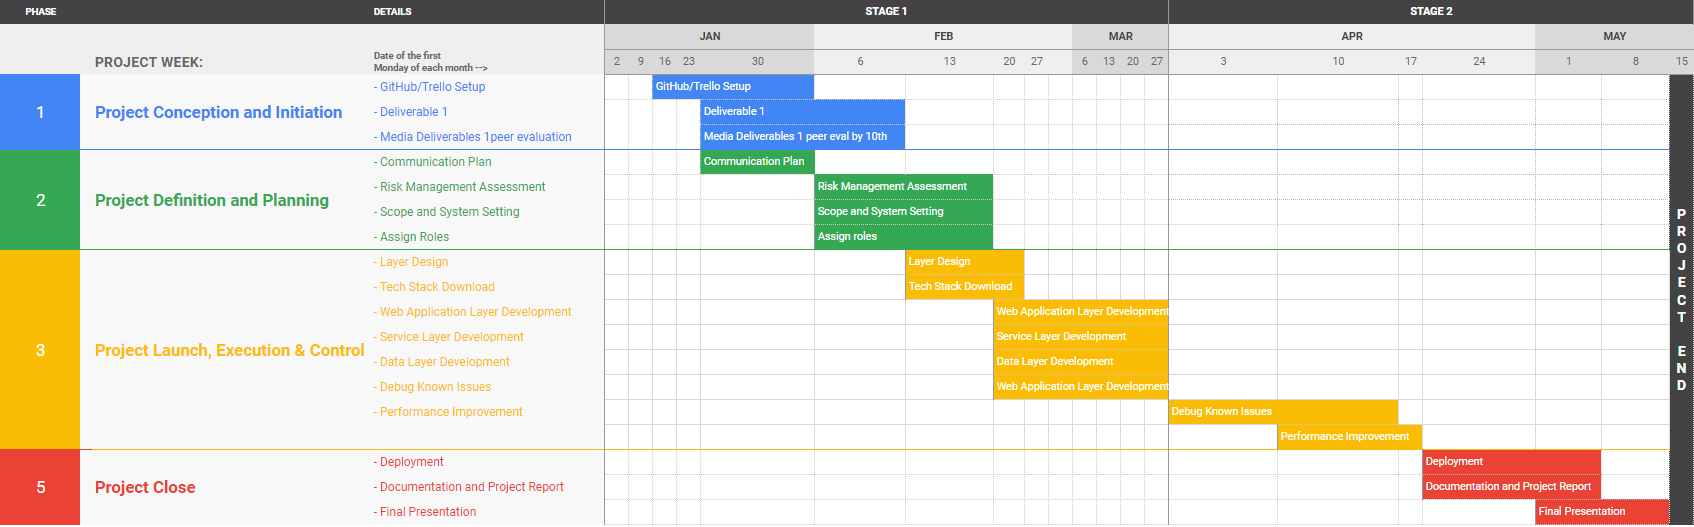 PHASE DETAILS STAGE 1 STAGE 2
JAN FEB MAR APR MAY
PROJECT WEEK: Date of the first
Monday of each month -->
2 9 16 23 30 6 13 20 27 6 13 20 27 3 10 17 24 1 8 15
1
Project Conception and Initiation
- GitHub/Trello Setup
- Deliverable 1
- Media Deliverables 1peer evaluation
GitHub/Trello Setup
Deliverable 1
Media Deliverables 1 peer eval by 10th
2
Project Definition and Planning
- Communication Plan
- Risk Management Assessment
- Scope and System Setting
- Assign Roles
Communication Plan
Risk Management Assessment
Scope and System Setting
Assign roles
3
Project Launch, Execution & Control
- Layer Design
- Tech Stack Download
- Web Application Layer Development
- Service Layer Development
- Data Layer Development
- Debug Known Issues
- Performance Improvement
Layer Design
Tech Stack Download
Web Application Layer Development
Service Layer Development
Data Layer Development
Web Application Layer Development
Debug Known Issues
Performance Improvement
5
Project Close
- Deployment
- Documentation and Project Report
- Final Presentation
Deployment
Documentation and Project Report
Final Presentation
PROJECT END